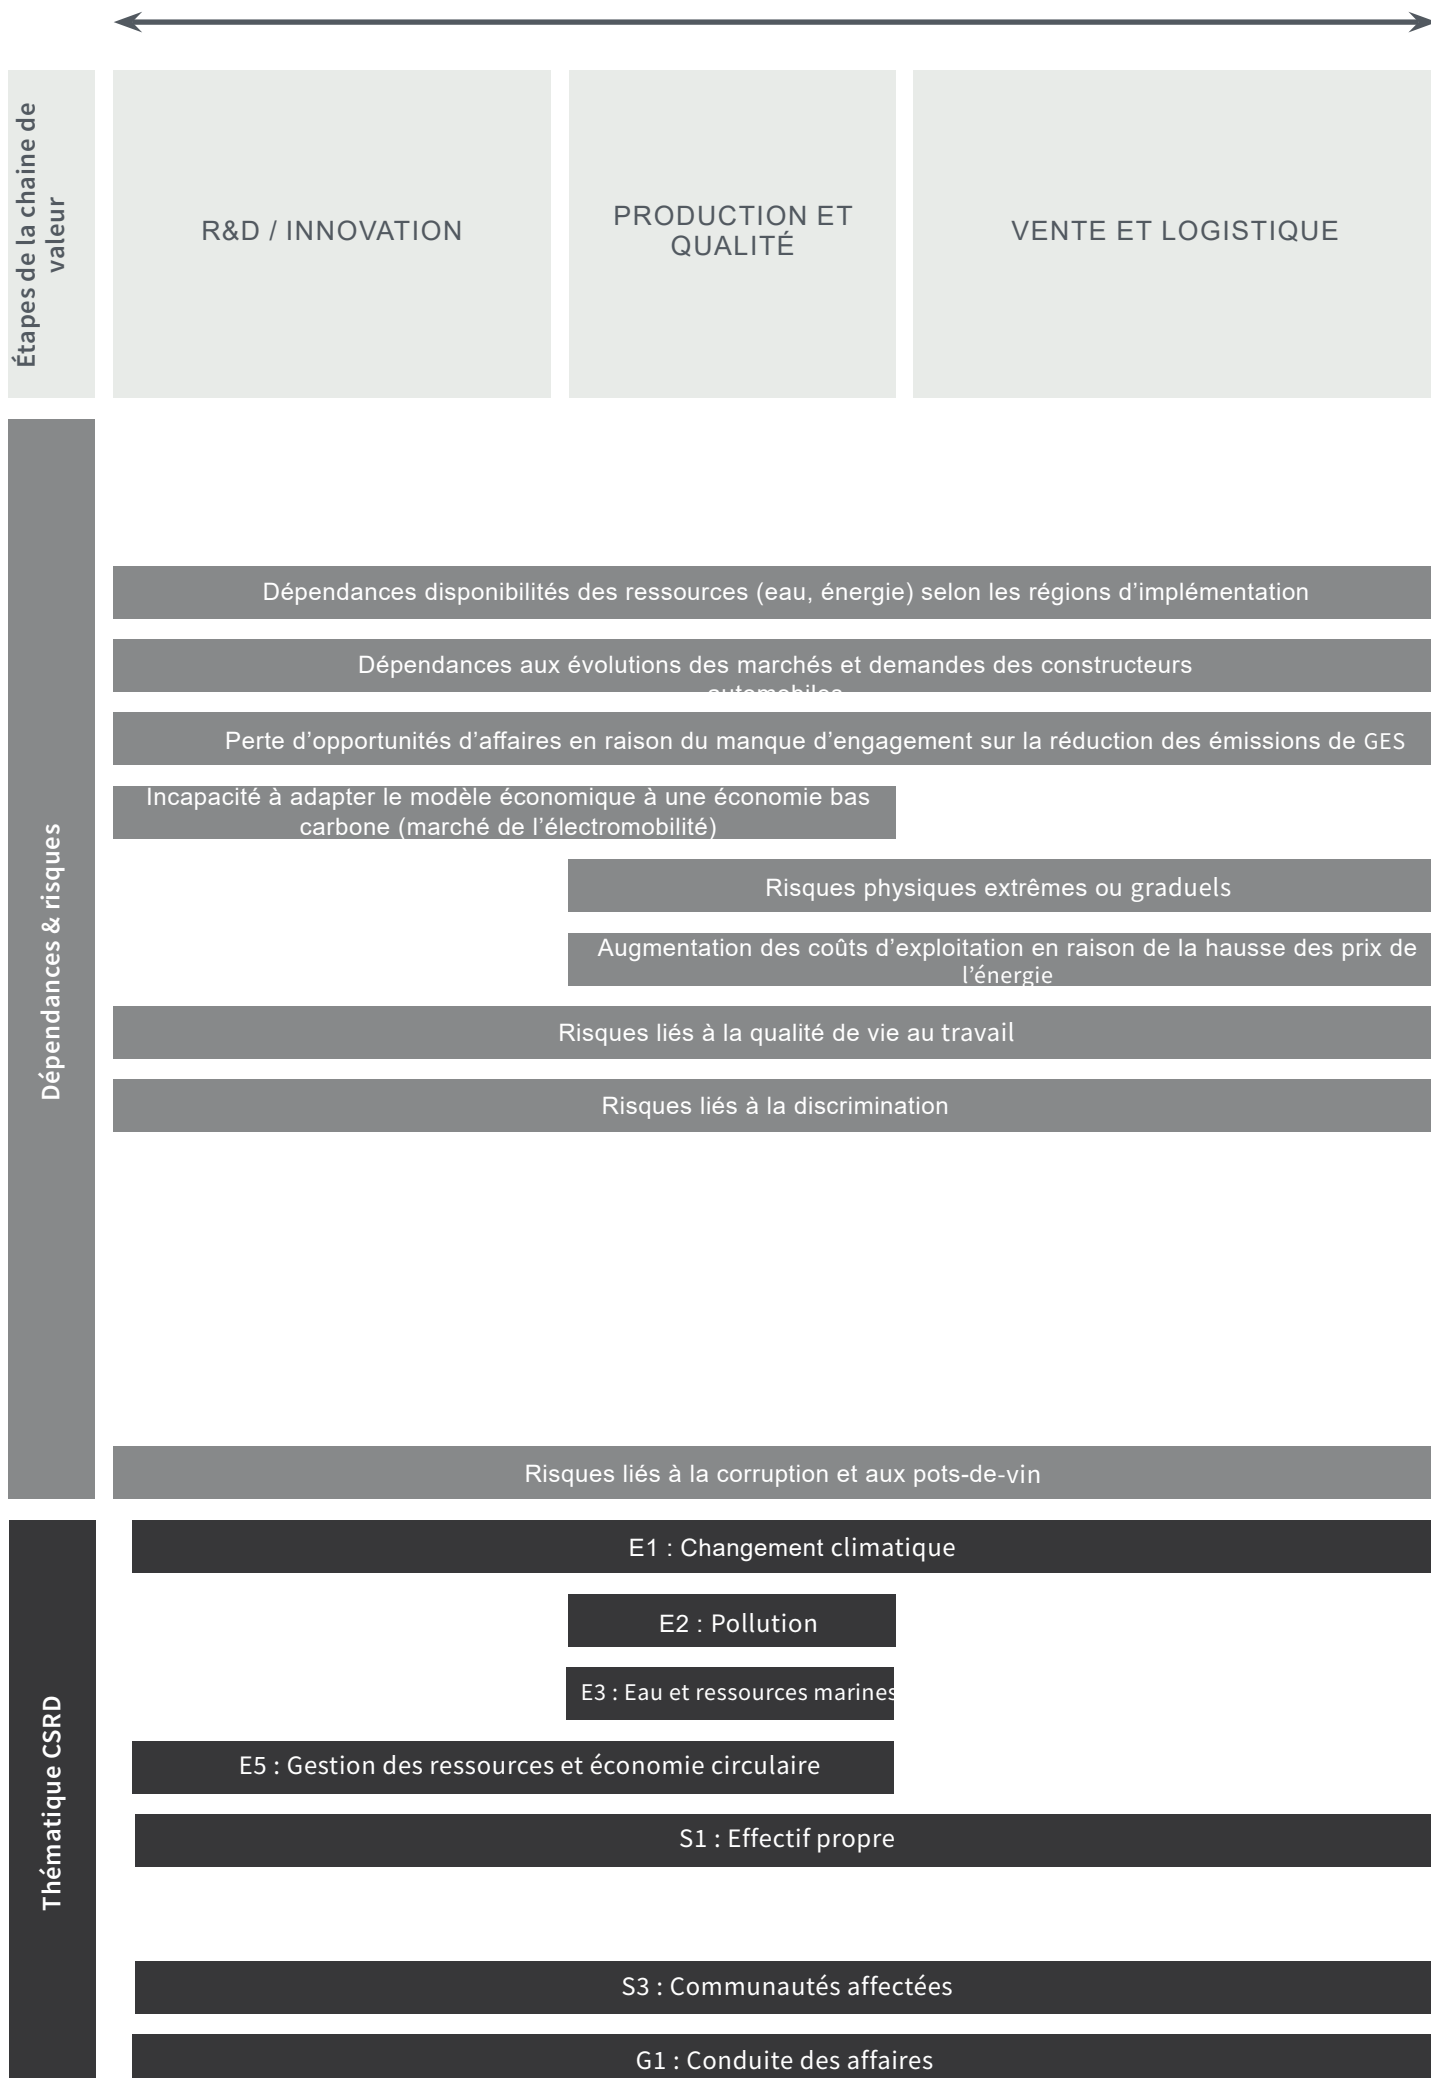 Étapes de la chaine de
valeur
R&D / INNOVATION
PRODUCTION ET
QUALITÉ
VENTE ET LOGISTIQUE
Dépendances & risques
Dépendances disponibilités des ressources (eau, énergie) selon les régions d’implémentation
Dépendances aux évolutions des marchés et demandes des constructeurs
automobiles
Perte d’opportunités d’affaires en raison du manque d’engagement sur la réduction des émissions de GES
Incapacité à adapter le modèle économique à une économie bas
carbone (marché de l’électromobilité)
Risques physiques extrêmes ou graduels
Augmentation des coûts d’exploitation en raison de la hausse des prix de
l’énergie
Risques liés à la qualité de vie au travail
Risques liés à la discrimination
Risques liés à la corruption et aux pots-de-vin
Thématique CSRD
E1 : Changement climatique
E2 : Pollution
E3 : Eau et ressources marines
E5 : Gestion des ressources et économie circulaire
S1 : Effectif propre
S3 : Communautés affectées
G1 : Conduite des affaires